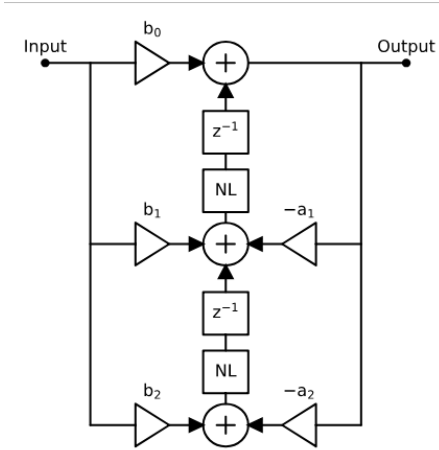 b₀
Input
Output
z⁻¹
NL
b₁
−a₁
z⁻¹
NL
b₂
−a₂